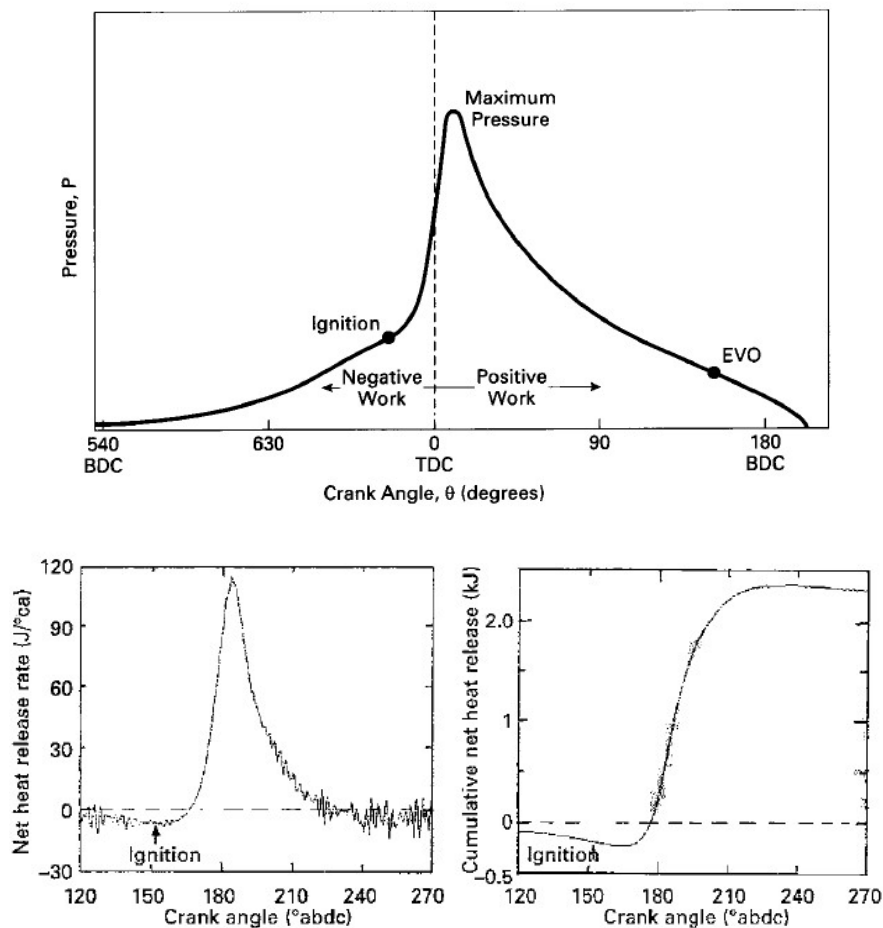 Pressure, P
Maximum
Pressure
Ignition
EVO
Negative
Work
Positive
Work
540
630
0
90
180
BDC
TDC
BDC
Crank Angle, θ (degrees)
Net heat release rate (J/°ca)
120
90
60
30
0
−30
Ignition
120
150
180
210
240
270
Crank angle (°abdc)
Cumulative net heat release (kJ)
2.0
1
0
−0.5
Ignition
120
150
180
210
240
270
Crank angle (°abdc)